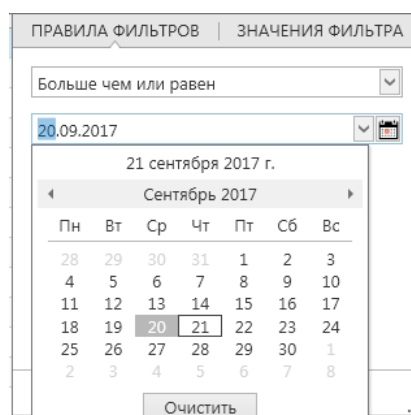 ПРАВИЛА ФИЛЬТРОВ | ЗНАЧЕНИЯ ФИЛЬТРА
Больше чем или равен
20.09.2017
21 сентября 2017 г.
Сентябрь 2017
Пн Вт Ср Чт Пт Сб Вс
28 29 30 31 1 2 3
4 5 6 7 8 9 10
11 12 13 14 15 16 17
18 19 20 21 22 23 24
25 26 27 28 29 30 1
2 3 4 5 6 7 8
Очистить
.